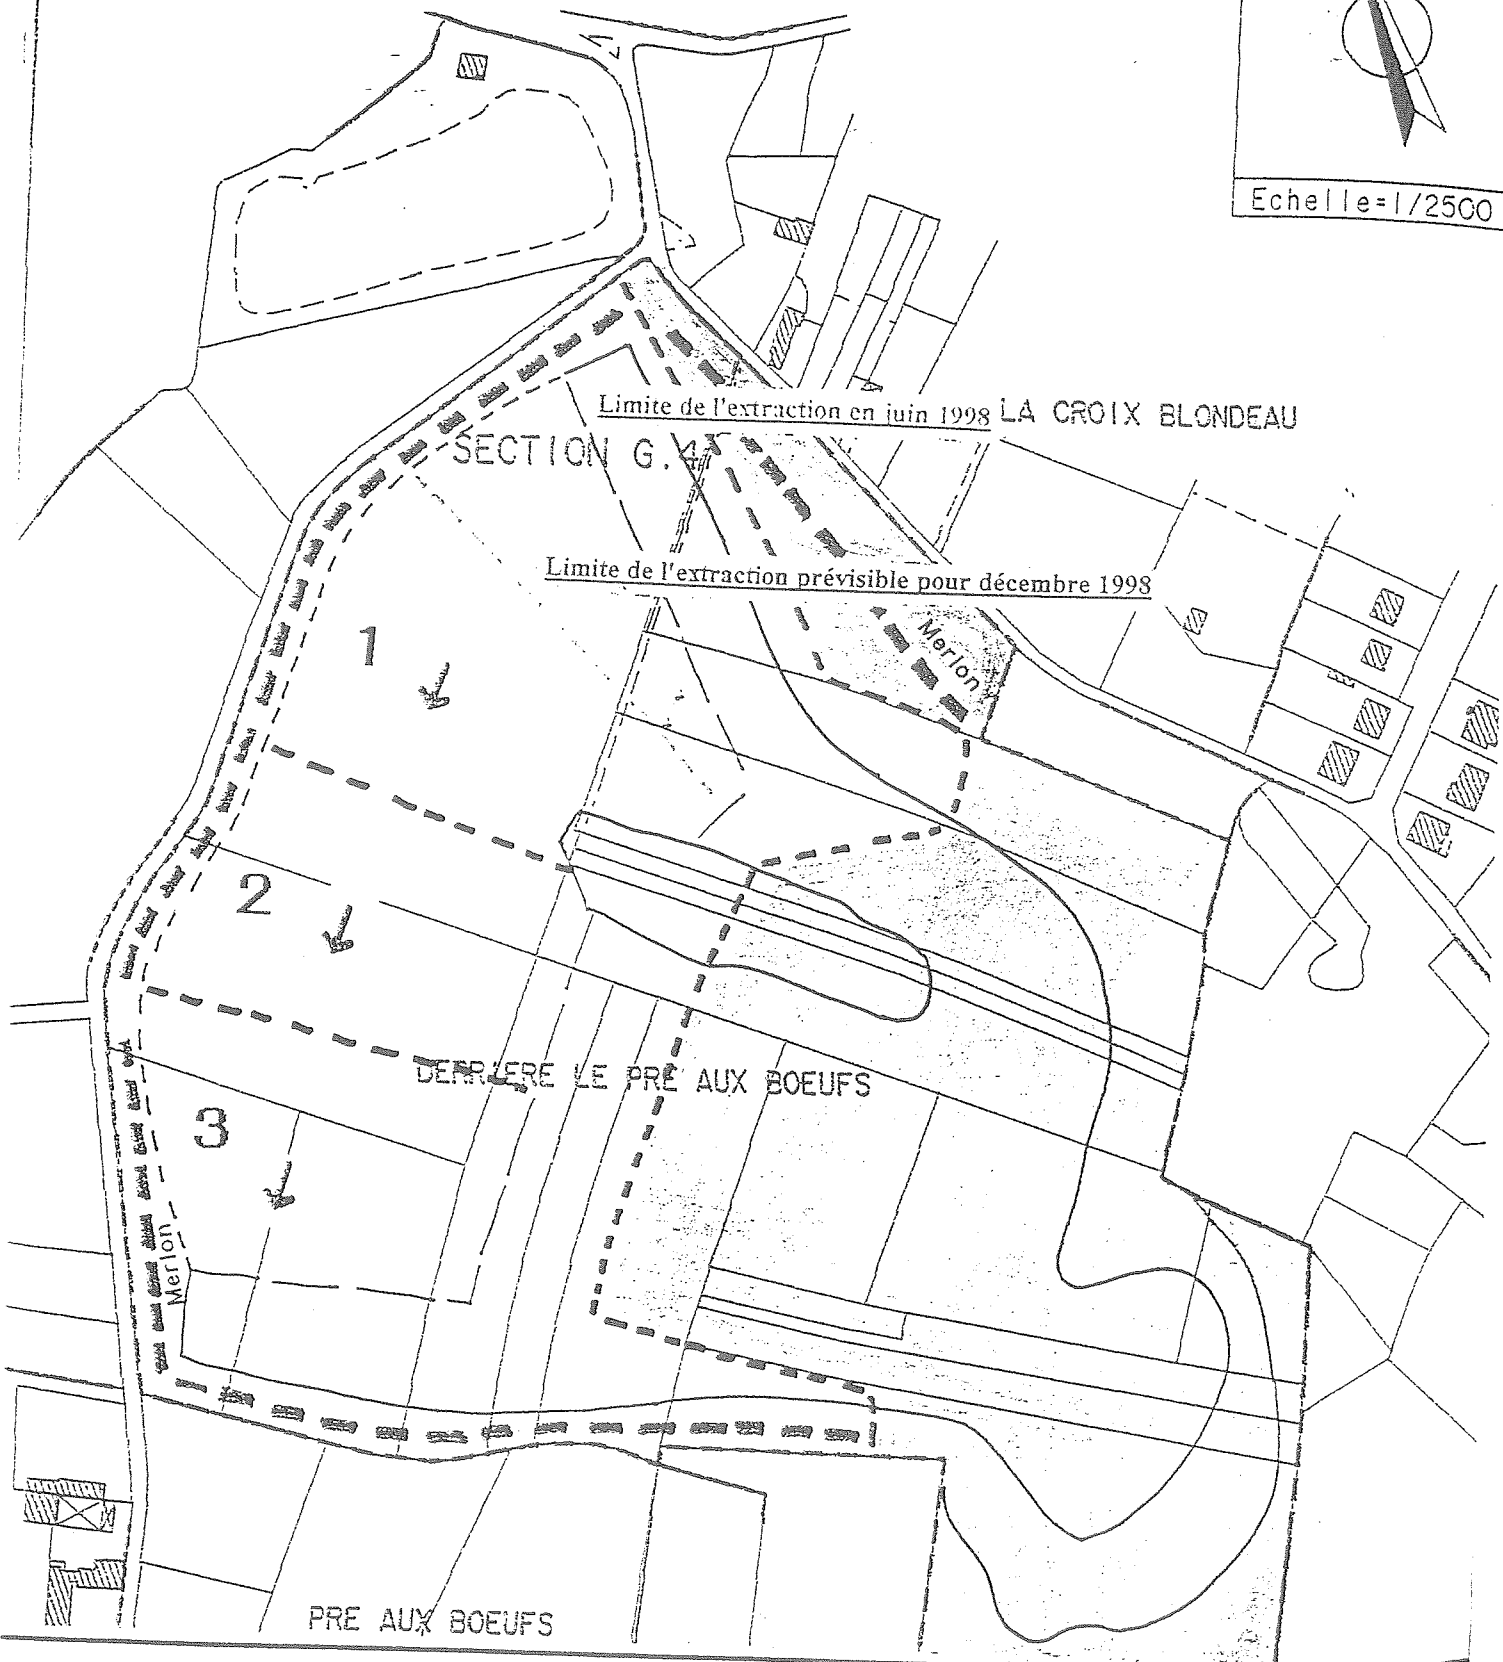 Echelle=1/2500
Limite de l'extraction en juin 1998
LA CROIX BLONDEAU
SECTION G.4
Limite de l'extraction prévisible pour décembre 1998
Merlon
1
2
DERRIERE LE PRE AUX BOEUFS
3
Merlon
PRE AUX BOEUFS